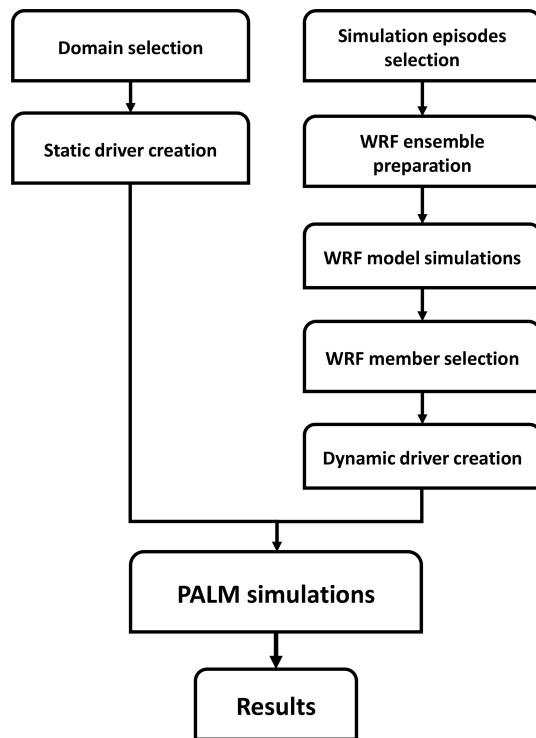 Domain selection
Static driver creation
Simulation episodes
selection
WRF ensemble
preparation
WRF model simulations
WRF member selection
Dynamic driver creation
PALM simulations
Results